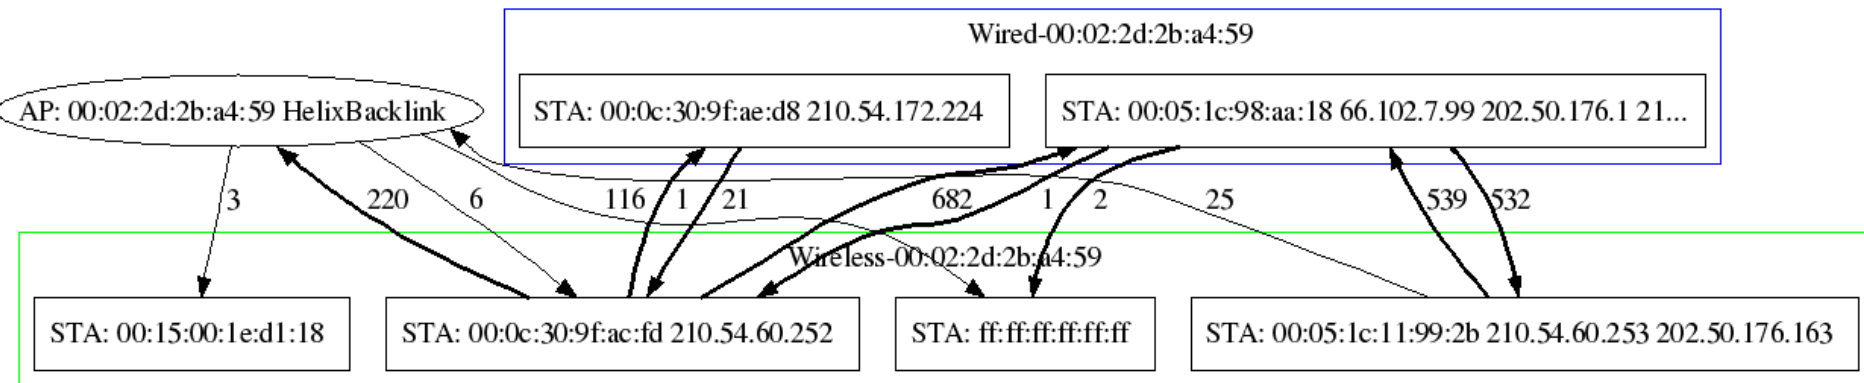 Wired-00:02:2d:2b:a4:59
AP: 00:02:2d:2b:a4:59 HelixBacklink
STA: 00:0c:30:9f:ae:d8 210.54.172.224
STA: 00:05:1c:98:aa:18 66.102.7.99 202.50.176.1 21...
3
220
6
116
1
21
682
1
2
25
539
532
Wireless-00:02:2d:2b:a4:59
STA: 00:15:00:1e:d1:18
STA: 00:0c:30:9f:ac:fd 210.54.60.252
STA: ff:ff:ff:ff:ff:ff
STA: 00:05:1c:11:99:2b 210.54.60.253 202.50.176.163